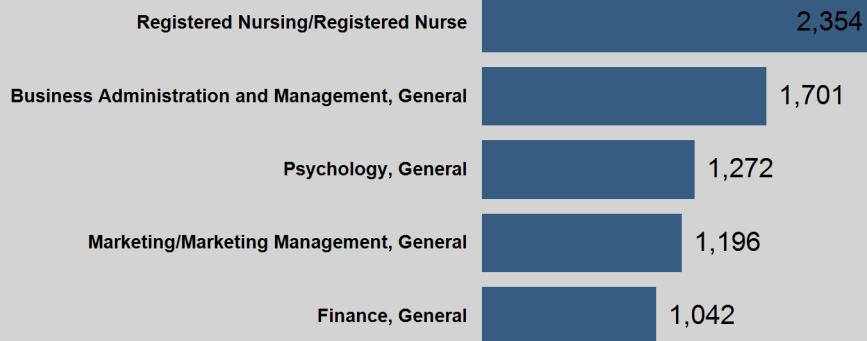 Registered Nursing/Registered Nurse 2,354
Business Administration and Management, General 1,701
Psychology, General 1,272
Marketing/Marketing Management, General 1,196
Finance, General 1,042